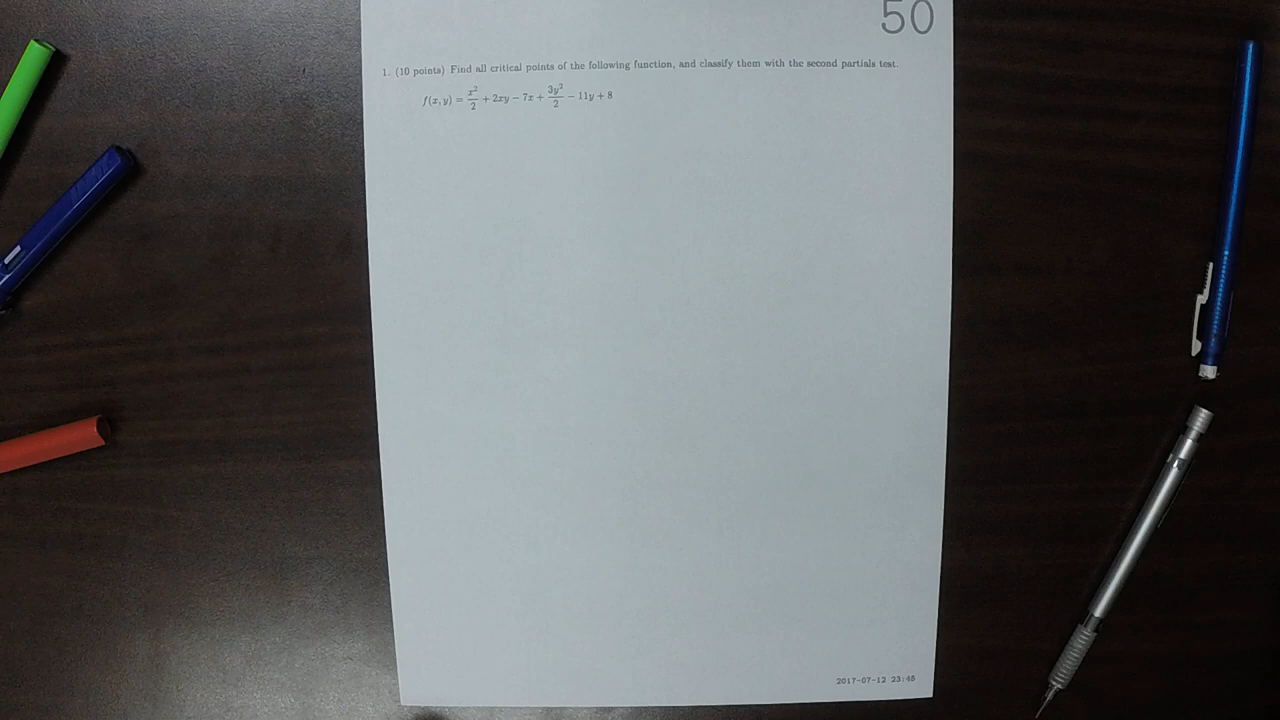 50
1. (10 points) Find all critical points of the following function, and classify them with the second partials test.
f(x, y) = x²/2 + 2xy − 7x + 3y²/2 − 11y + 8
2017-07-12 23:45